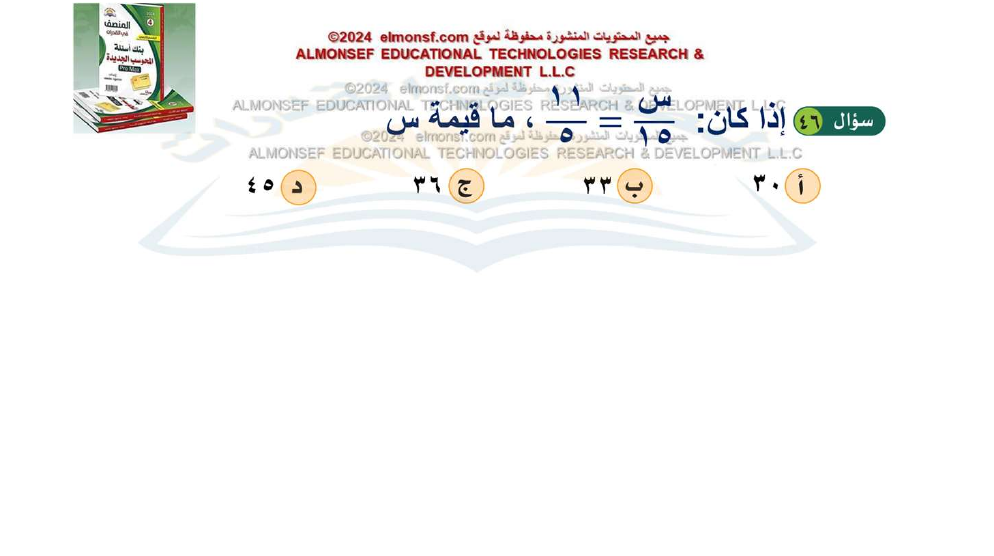 المنصف
في القدرات
بنك أسئلة
المحوسب الجديدة
Pro Max
4
جميع المحتويات المنشورة محفوظة لموقع elmonsf.com ©2024
ALMONSEF EDUCATIONAL TECHNOLOGIES RESEARCH &
DEVELOPMENT L.L.C
جميع المحتويات المنشورة محفوظة لموقع elmonsf.com ©2024
ALMONSEF EDUCATIONAL TECHNOLOGIES RESEARCH & DEVELOPMENT L.L.C
سؤال ٤٦ إذا كان: س/١٥ = ١١/٥ ، ما قيمة س
جميع المحتويات المنشورة محفوظة لموقع elmonsf.com ©2024
ALMONSEF EDUCATIONAL TECHNOLOGIES RESEARCH & DEVELOPMENT L.L.C
أ ٣٠ ب ٣٣ ج ٣٦ د ٤٥